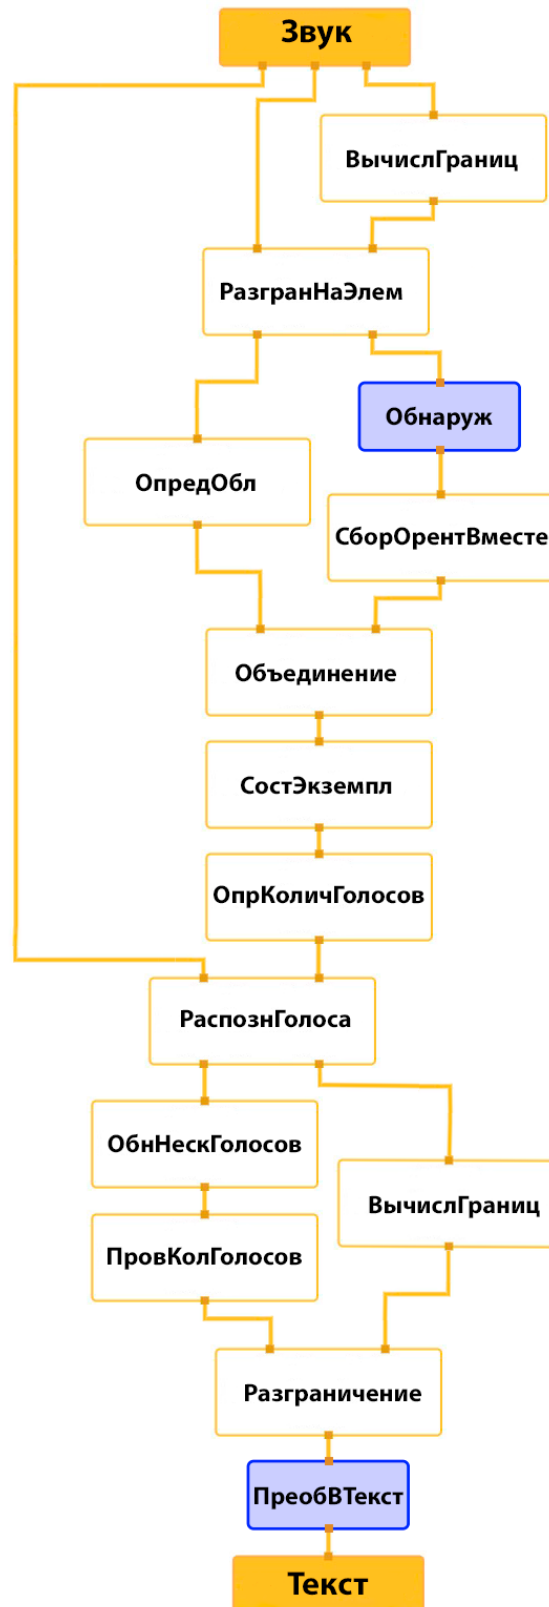 Звук
ВычислГраниц
РазгранНаЭлем
Обнаруж
ОпредОбл
СборОрентВместе
Объединение
СостЭкземпл
ОпрКоличГолосов
РаспознГолоса
ОбнНескГолосов
ВычислГраниц
ПровКолГолосов
Разграничение
ПреобВТекст
Текст